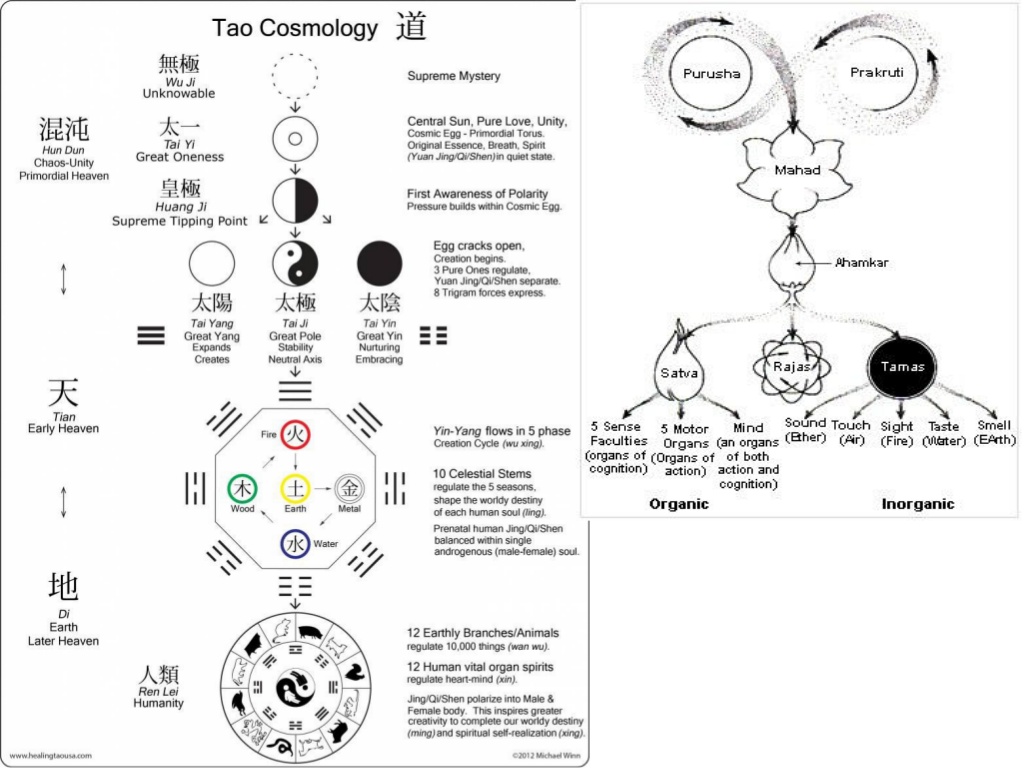 Tao Cosmology 道
無極
Wu Ji
Unknowable
Supreme Mystery
混沌
Hun Dun
Chaos-Unity
Primordial Heaven
太一
Tai Yi
Great Oneness
Central Sun, Pure Love, Unity,
Cosmic Egg - Primordial Torus.
Original Essence, Breath, Spirit
(Yuan Jing/Qi/Shen) in quiet state.
皇極
Huang Ji
Supreme Tipping Point
First Awareness of Polarity
Pressure builds within Cosmic Egg.
Egg cracks open,
Creation begins.
3 Pure Ones regulate,
Yuan Jing/Qi/Shen separate.
8 Trigram forces express.
太陽
Tai Yang
Great Yang
Expands
Creates
太極
Tai Ji
Great Pole
Stability
Neutral Axis
太陰
Tai Yin
Great Yin
Nurturing
Embracing
天
Tian
Early Heaven
Fire 火
木
Wood
土
Earth
金
Metal
水 Water
Yin-Yang flows in 5 phase
Creation Cycle (wu xing).
10 Celestial Stems
regulate the 5 seasons,
shape the worldy destiny
of each human soul (ling).
Prenatal human Jing/Qi/Shen
balanced within single
androgenous (male-female) soul.
地
Di
Earth
Later Heaven
人類
Ren Lei
Humanity
12 Earthly Branches/Animals
regulate 10,000 things (wan wu).
12 Human vital organ spirits
regulate heart-mind (xin).
Jing/Qi/Shen polarize into Male &
Female body. This inspires greater
creativity to complete our worldy destiny
(ming) and spiritual self-realization (xing).
www.healingtaousa.com
©2012 Michael Winn
Purusha
Prakruti
Mahad
Ahamkar
Satva
Rajas
Tamas
5 Sense
Faculties
(organs of
cognition)
5 Motor
Organs
(Organs of
action)
Mind
(an organs
of both
action and
cognition)
Sound
(Ether)
Touch
(Air)
Sight
(Fire)
Taste
(Water)
Smell
(EArth)
Organic
Inorganic